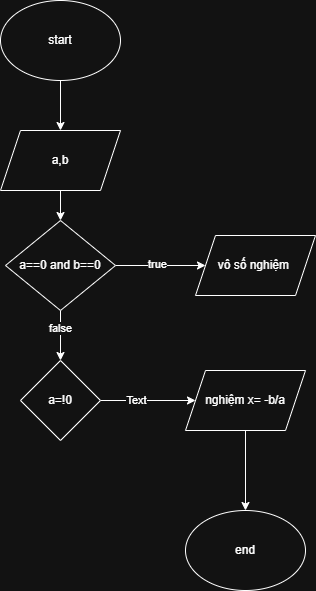 start
a,b
a==0 and b==0
true
vô số nghiệm
false
a=!0
Text
nghiệm x= -b/a
end